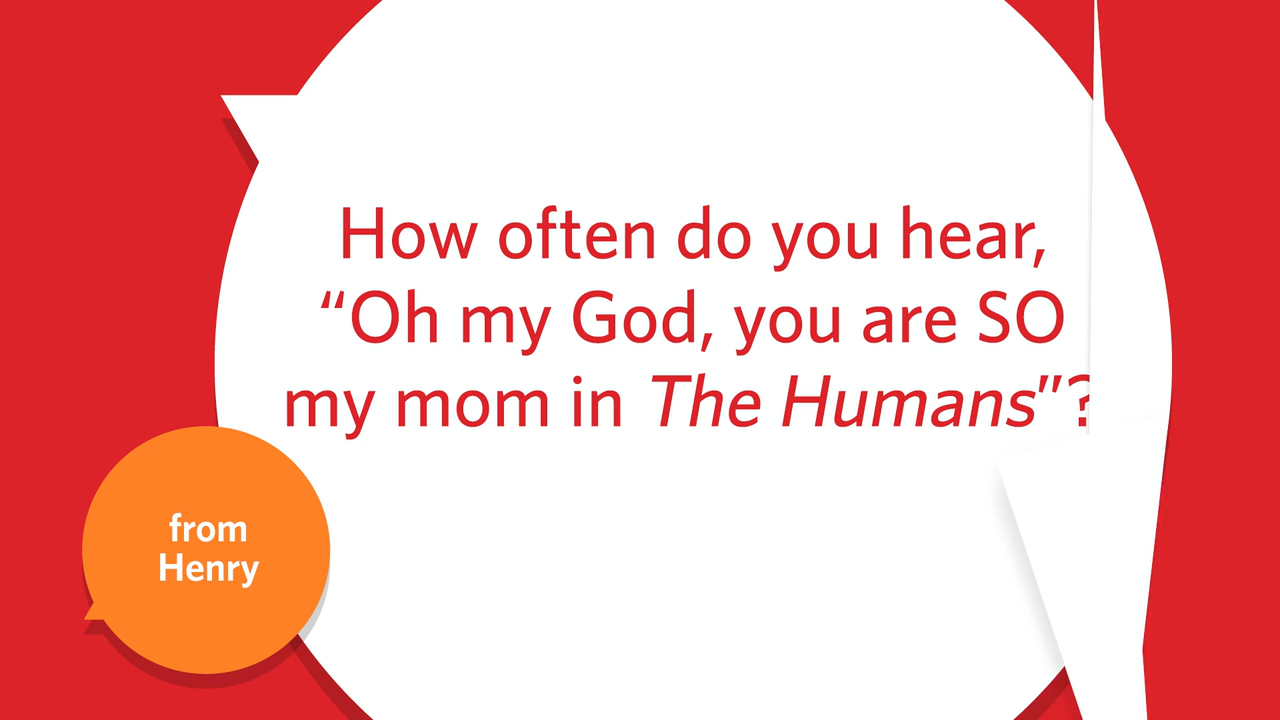 How often do you hear,
“Oh my God, you are SO
my mom in The Humans”?
from
Henry